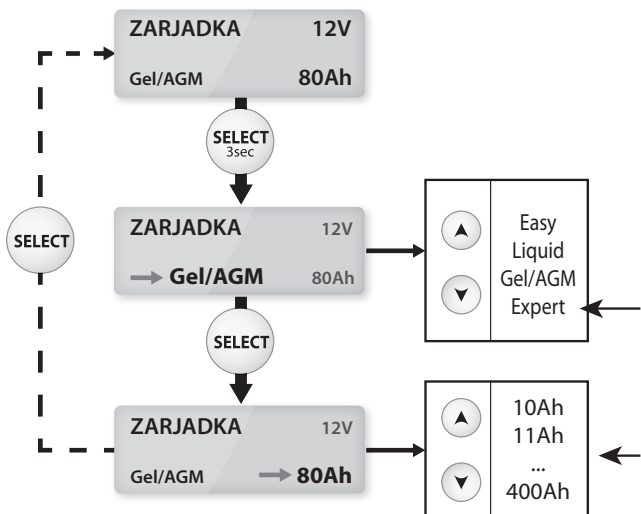 ZARJADKA 12V
Gel/AGM 80Ah
SELECT
3sec
SELECT
ZARJADKA 12V
Gel/AGM 80Ah
Easy
Liquid
Gel/AGM
Expert
SELECT
ZARJADKA 12V
Gel/AGM 80Ah
10Ah
11Ah
...
400Ah